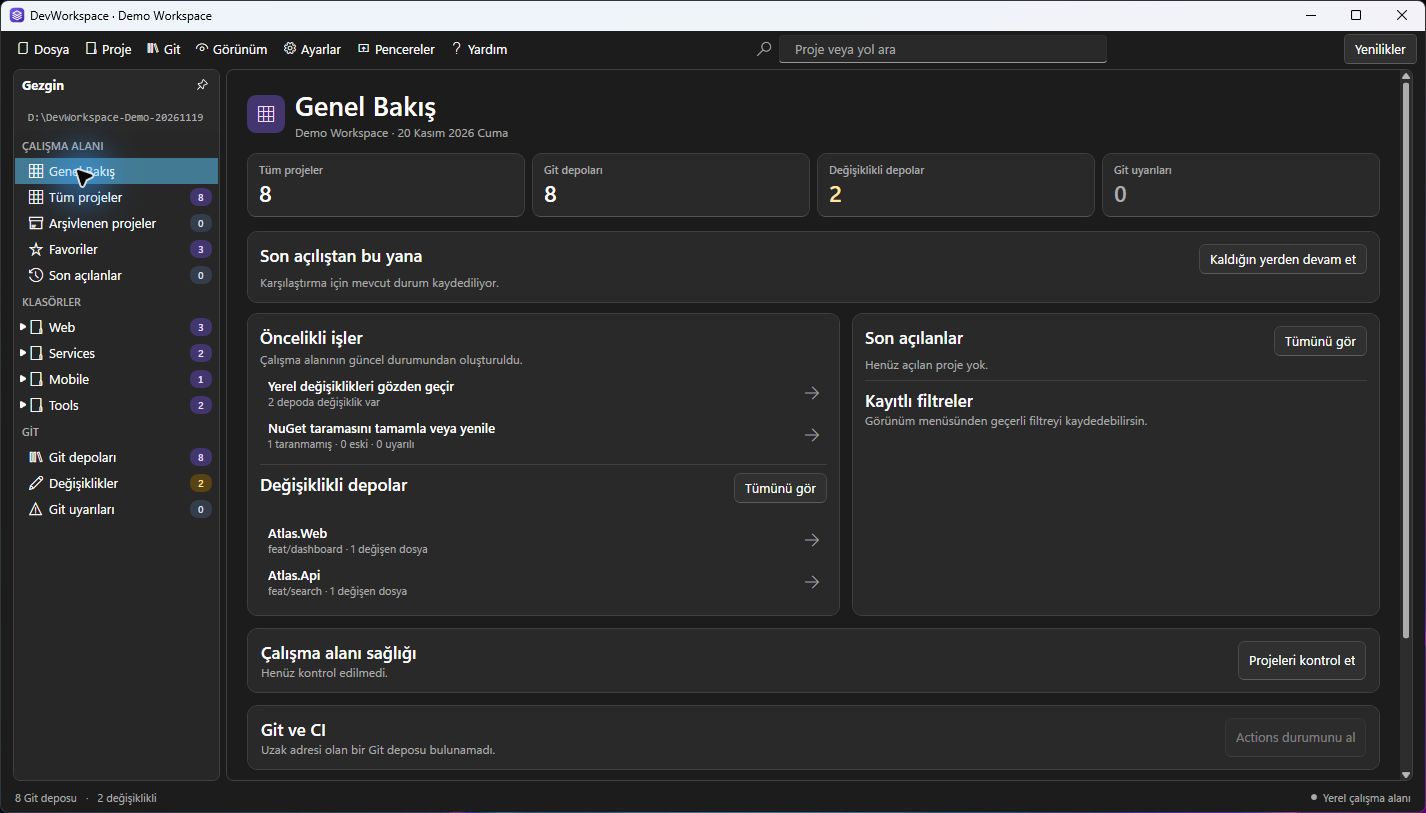 DevWorkspace · Demo Workspace
Dosya Proje Git Görünüm Ayarlar Pencereler ? Yardım
Proje veya yol ara
Yenilikler
Gezgin
D:\DevWorkspace-Demo-20261119
ÇALIŞMA ALANI
Genel Bakış
Tüm projeler 8
Arşivlenen projeler 0
Favoriler 3
Son açılanlar 0
KLASÖRLER
Web 3
Services 2
Mobile 1
Tools 2
GİT
Git depoları 8
Değişiklikler 2
Git uyarıları 0
Genel Bakış
Demo Workspace · 20 Kasım 2026 Cuma
Tüm projeler
8
Git depoları
8
Değişiklikli depolar
2
Git uyarıları
0
Son açılıştan bu yana
Karşılaştırma için mevcut durum kaydediliyor.
Kaldığın yerden devam et
Öncelikli işler
Çalışma alanının güncel durumundan oluşturuldu.
Yerel değişiklikleri gözden geçir
2 depoda değişiklik var
NuGet taramasını tamamla veya yenile
1 taranmamış · 0 eski · 0 uyarılı
Değişiklikli depolar
Tümünü gör
Atlas.Web
feat/dashboard · 1 değişen dosya
Atlas.Api
feat/search · 1 değişen dosya
Son açılanlar
Tümünü gör
Henüz açılan proje yok.
Kayıtlı filtreler
Görünüm menüsünden geçerli filtreyi kaydedebilirsin.
Çalışma alanı sağlığı
Henüz kontrol edilmedi.
Projeleri kontrol et
Git ve CI
Uzak adresi olan bir Git deposu bulunamadı.
Actions durumunu al
8 Git deposu · 2 değişiklikli
Yerel çalışma alanı